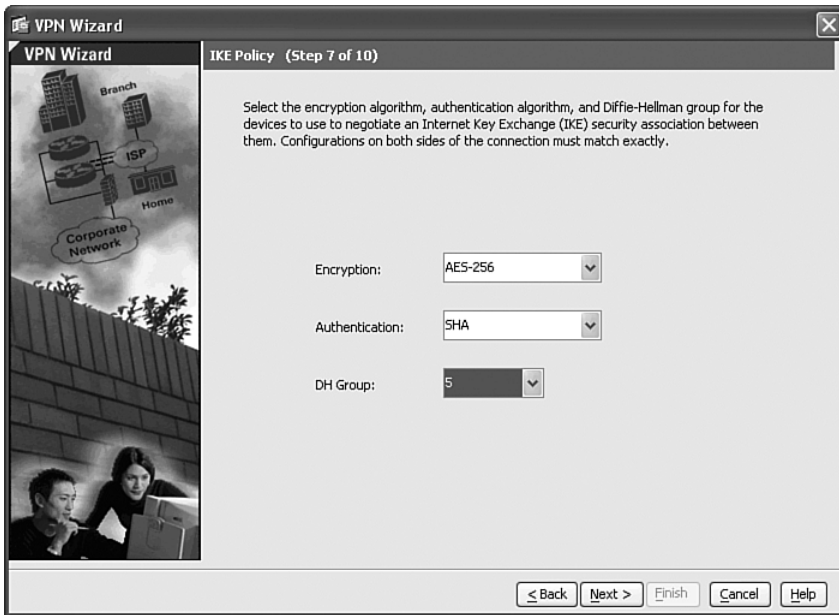 VPN Wizard
VPN Wizard
Branch
ISP
Home
Corporate
Network
IKE Policy (Step 7 of 10)
Select the encryption algorithm, authentication algorithm, and Diffie-Hellman group for the
devices to use to negotiate an Internet Key Exchange (IKE) security association between
them. Configurations on both sides of the connection must match exactly.
Encryption: AES-256
Authentication: SHA
DH Group: 5
< Back Next > Finish Cancel Help